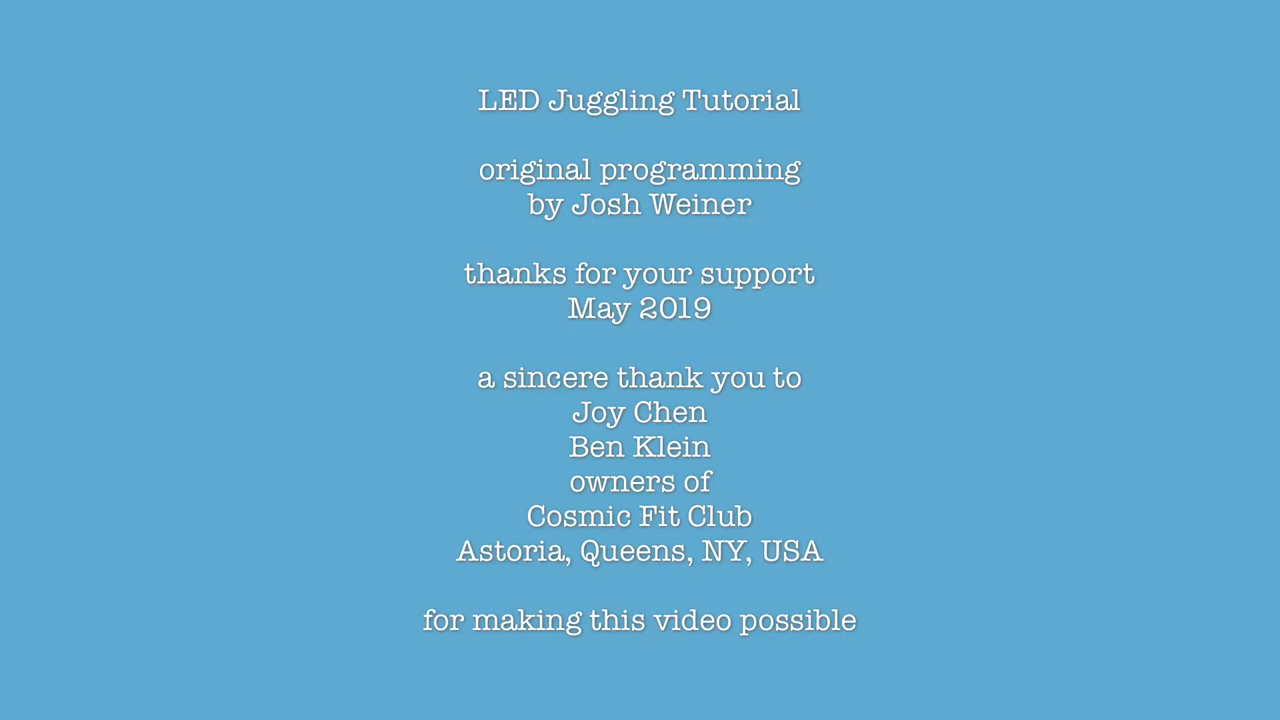 LED Juggling Tutorial
original programming
by Josh Weiner
thanks for your support
May 2019
a sincere thank you to
Joy Chen
Ben Klein
owners of
Cosmic Fit Club
Astoria, Queens, NY, USA
for making this video possible